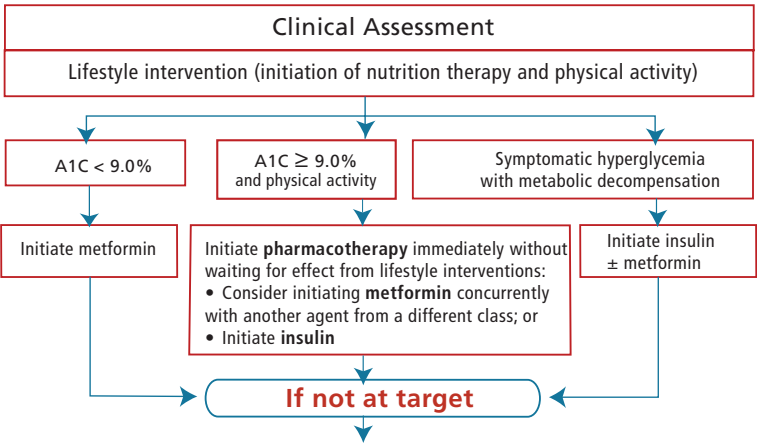 Clinical Assessment
Lifestyle intervention (initiation of nutrition therapy and physical activity)
A1C < 9.0%
A1C ≥ 9.0%
and physical activity
Symptomatic hyperglycemia
with metabolic decompensation
Initiate metformin
Initiate pharmacotherapy immediately without
waiting for effect from lifestyle interventions:
• Consider initiating metformin concurrently
with another agent from a different class; or
• Initiate insulin
Initiate insulin
± metformin
If not at target